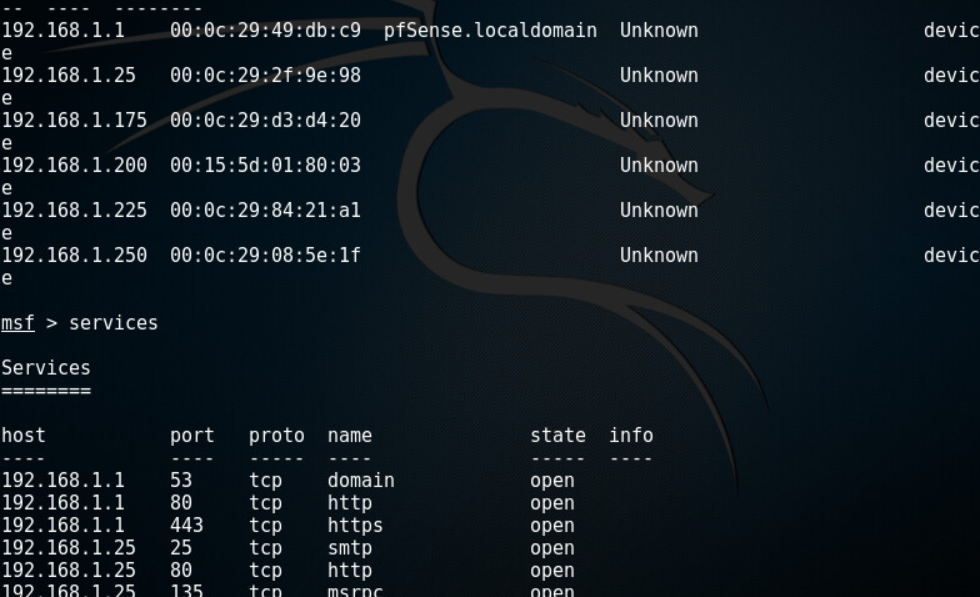 --  ----  --------
192.168.1.1    00:0c:29:49:db:c9  pfSense.localdomain  Unknown                    devic
e
192.168.1.25   00:0c:29:2f:9e:98                       Unknown                    devic
e
192.168.1.175  00:0c:29:d3:d4:20                       Unknown                    devic
e
192.168.1.200  00:15:5d:01:80:03                       Unknown                    devic
e
192.168.1.225  00:0c:29:84:21:a1                       Unknown                    devic
e
192.168.1.250  00:0c:29:08:5e:1f                       Unknown                    devic
e

msf > services

Services
========

host           port   proto  name              state  info
----           ----   -----  ----              -----  ----
192.168.1.1    53     tcp    domain            open
192.168.1.1    80     tcp    http              open
192.168.1.1    443    tcp    https             open
192.168.1.25   25     tcp    smtp              open
192.168.1.25   80     tcp    http              open
192.168.1.25   135    tcp    msrpc             open